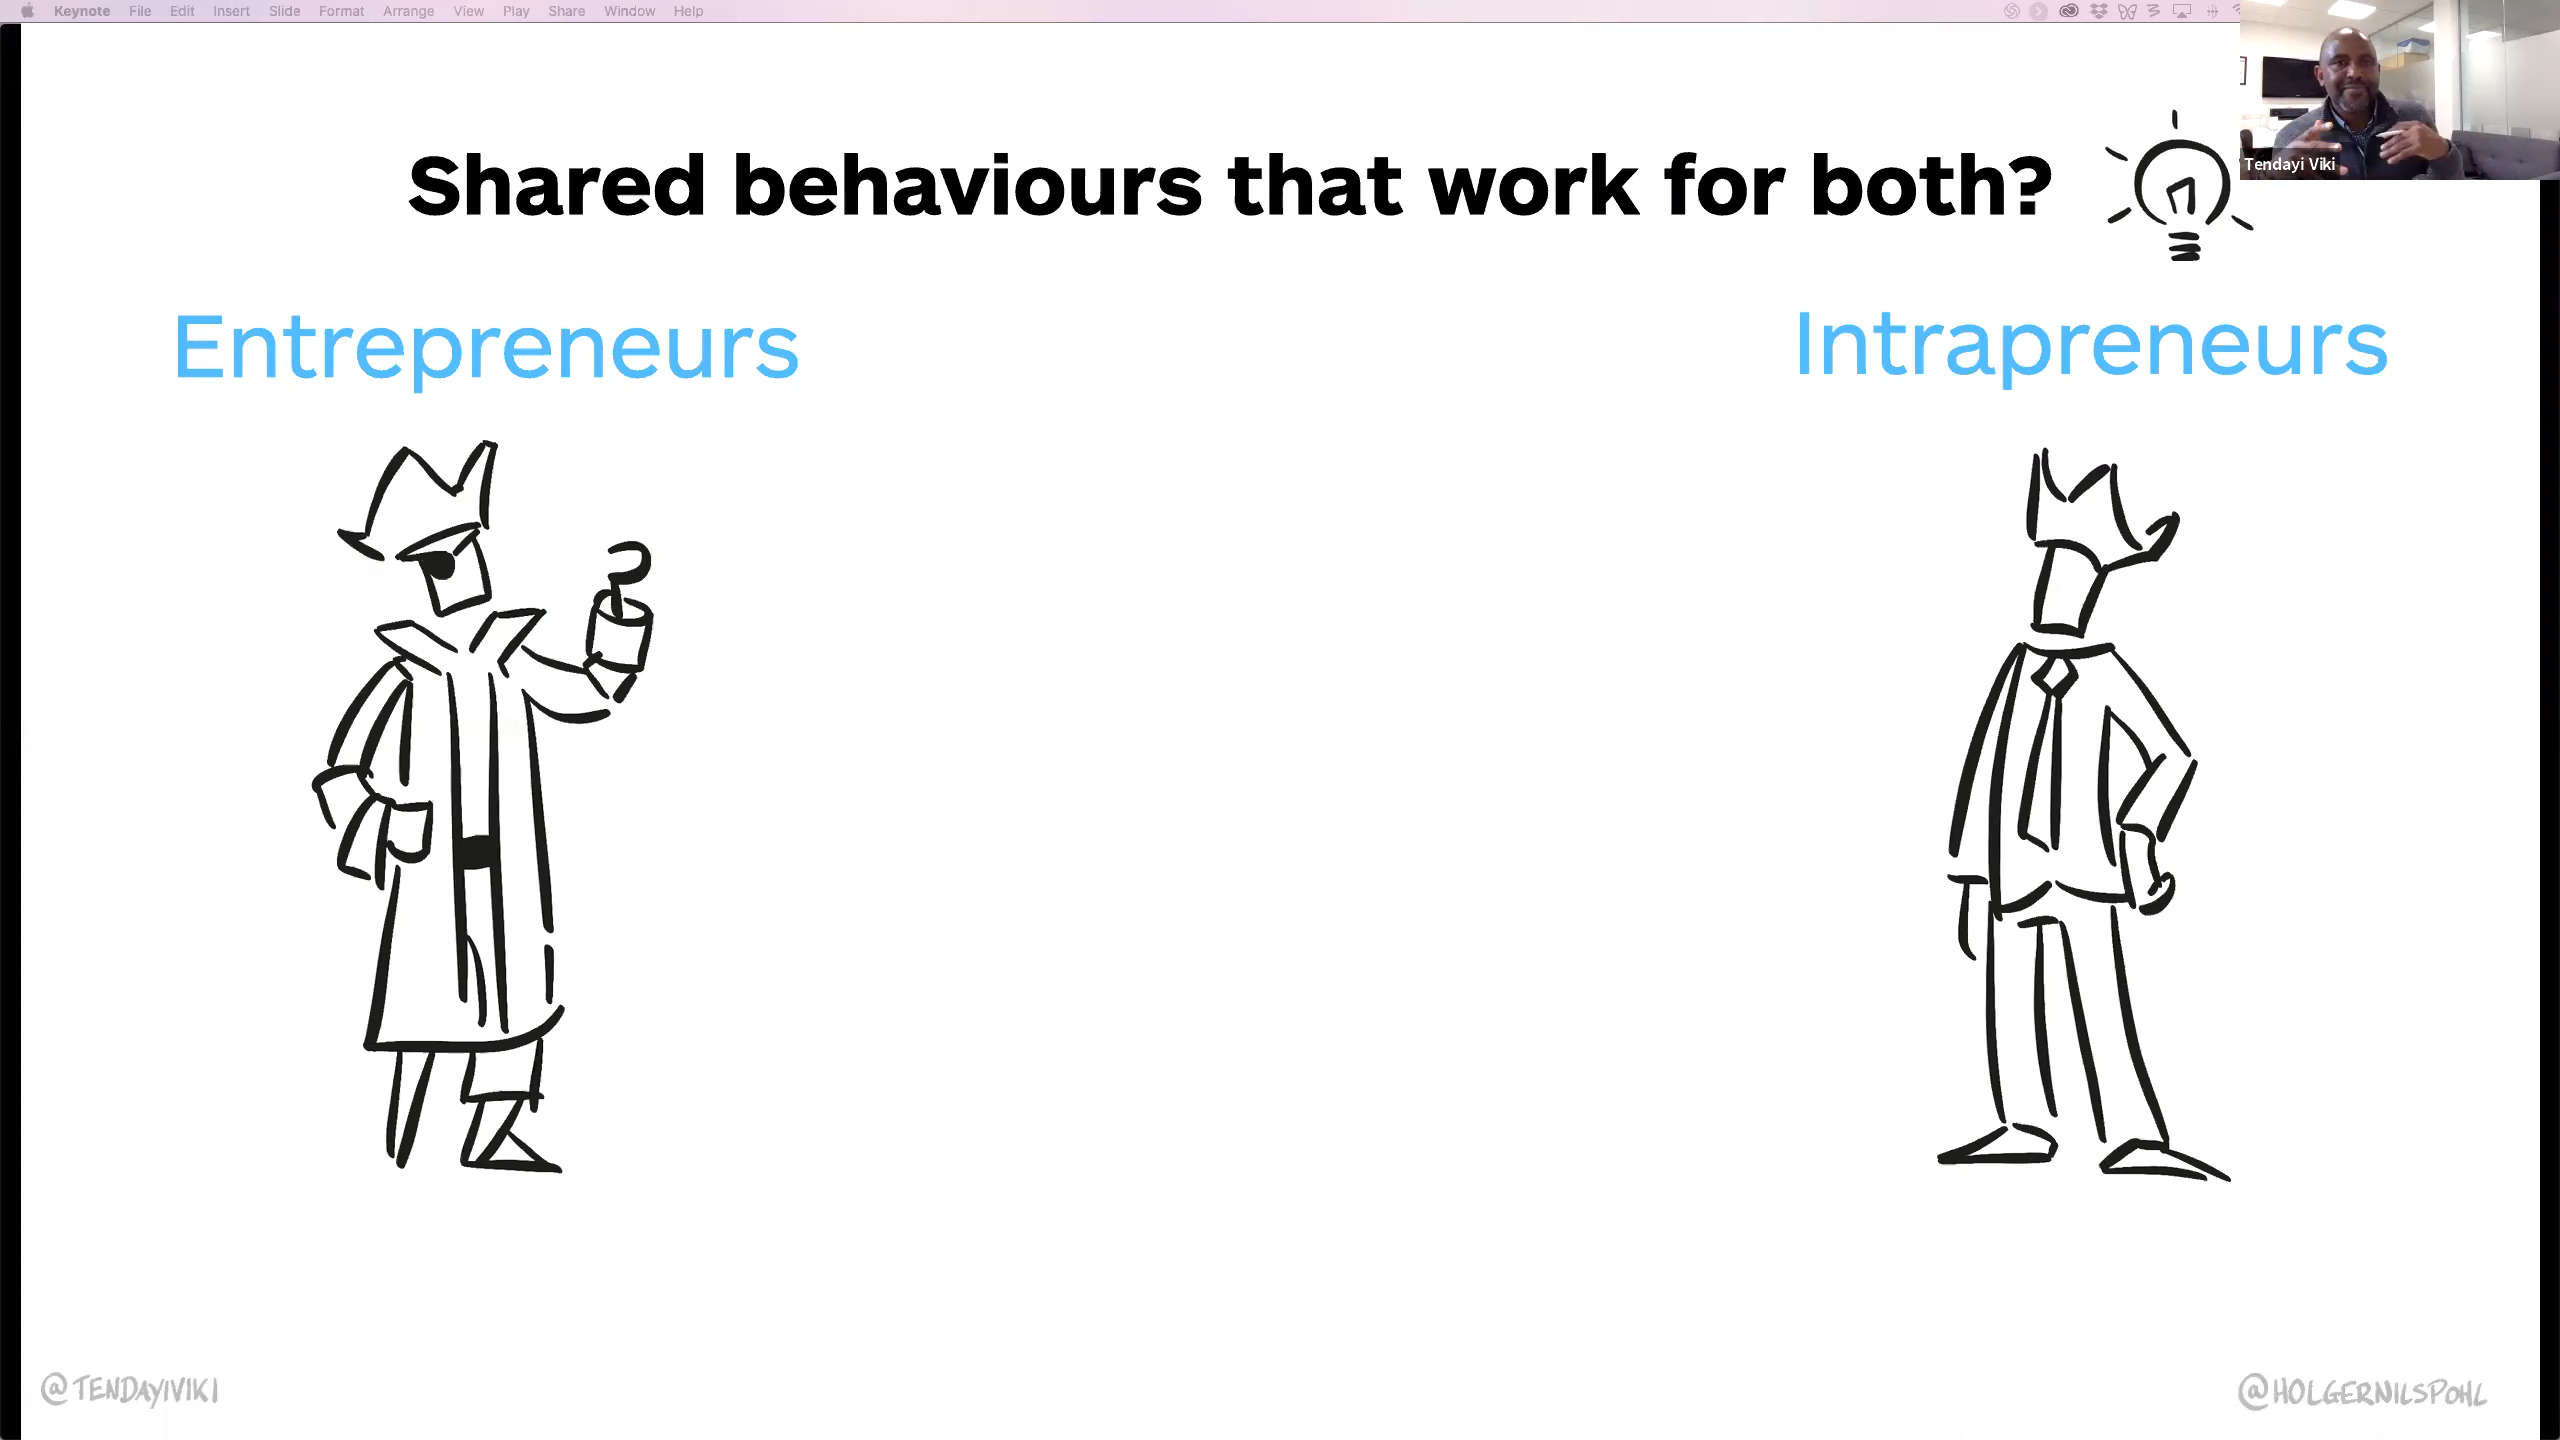 Keynote File Edit Insert Slide Format Arrange View Play Share Window Help
Tendayi Viki
Shared behaviours that work for both?
Entrepreneurs
Intrapreneurs
@TENDAYIVIKI
@HOLGERNILSPOHL